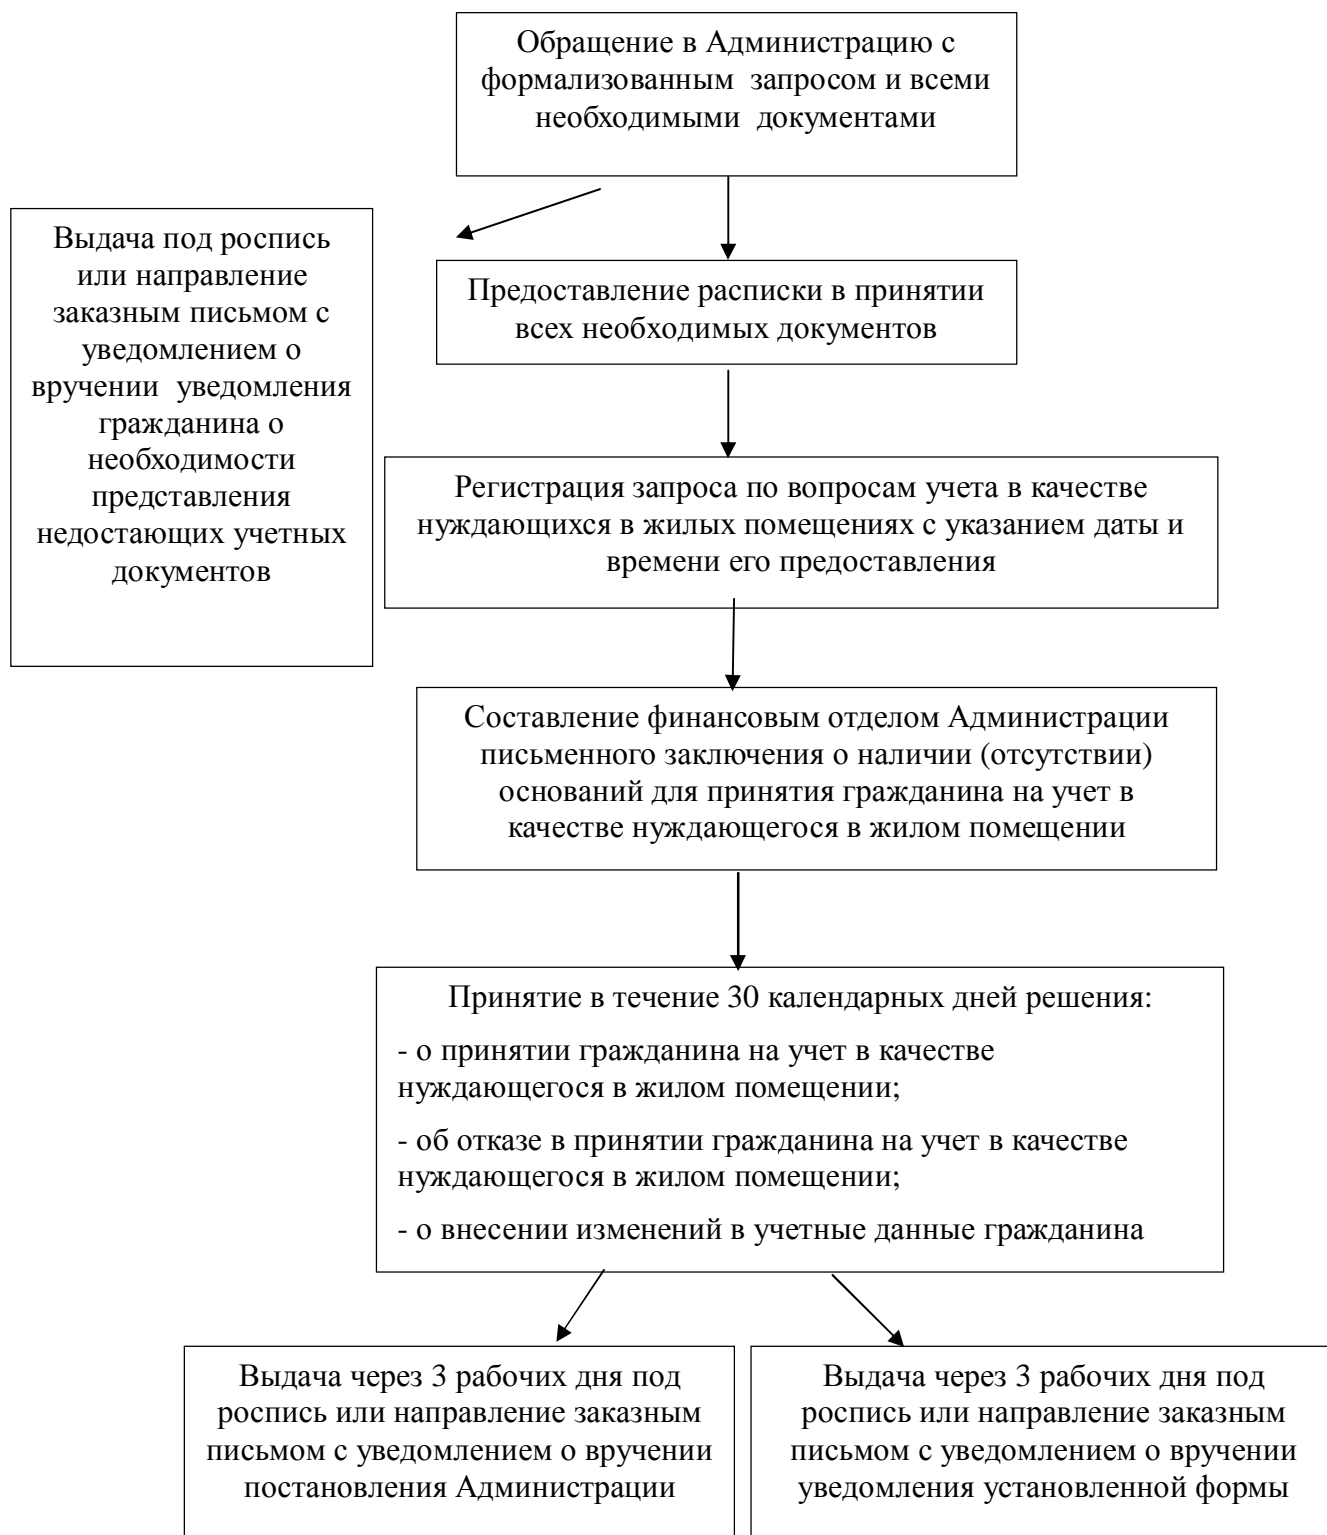 Обращение в Администрацию с
формализованным запросом и всеми
необходимыми документами
Выдача под роспись
или направление
заказным письмом с
уведомлением о
вручении уведомления
гражданина о
необходимости
представления
недостающих учетных
документов
Предоставление расписки в принятии
всех необходимых документов
Регистрация запроса по вопросам учета в качестве
нуждающихся в жилых помещениях с указанием даты и
времени его предоставления
Составление финансовым отделом Администрации
письменного заключения о наличии (отсутствии)
оснований для принятия гражданина на учет в
качестве нуждающегося в жилом помещении
Принятие в течение 30 календарных дней решения:
- о принятии гражданина на учет в качестве
нуждающегося в жилом помещении;
- об отказе в принятии гражданина на учет в качестве
нуждающегося в жилом помещении;
- о внесении изменений в учетные данные гражданина
Выдача через 3 рабочих дня под
роспись или направление заказным
письмом с уведомлением о вручении
постановления Администрации
Выдача через 3 рабочих дня под
роспись или направление заказным
письмом с уведомлением о вручении
уведомления установленной формы